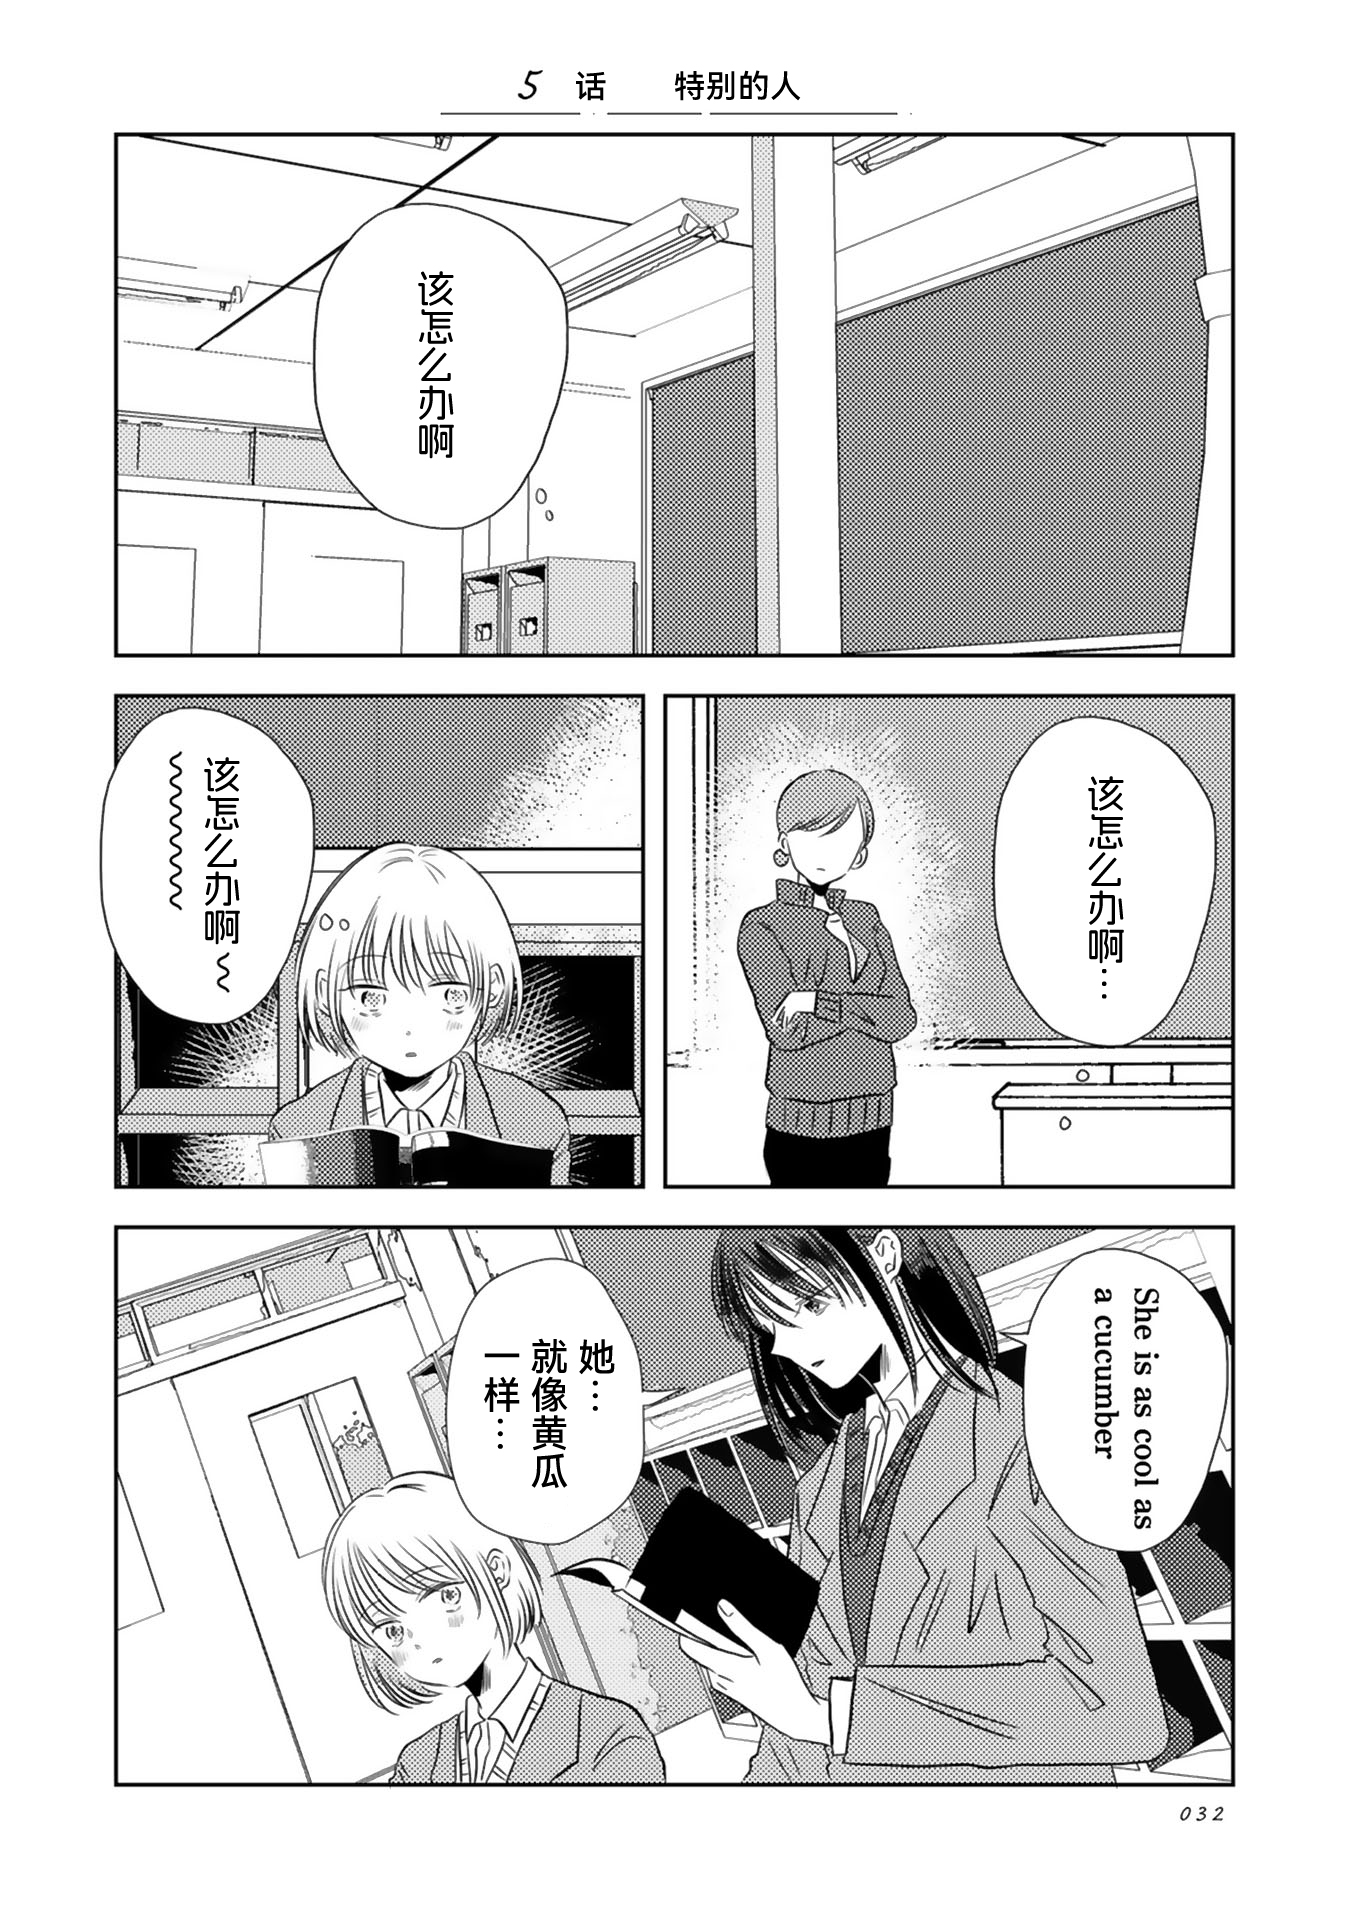 5 话 特别的人
该怎么办啊
该怎么办啊…
该怎么办啊~
She is as cool as
a cucumber
她…
就像黄瓜
一样…
032